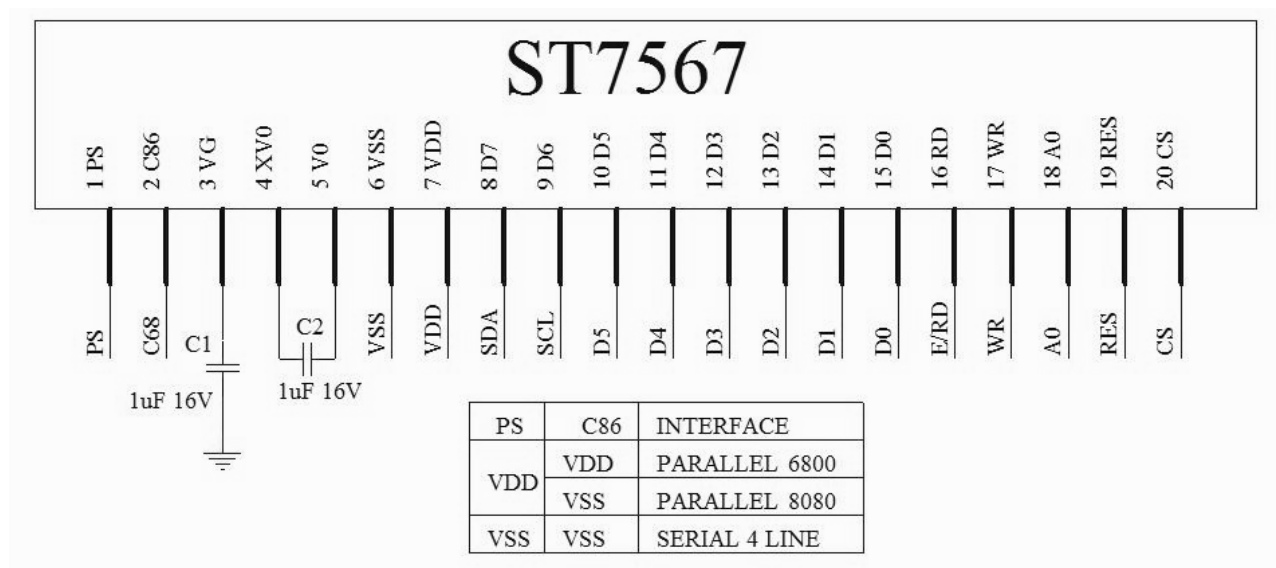 ST7567
1 PS
2 C86
3 VG
4 XV0
5 V0
6 VSS
7 VDD
8 D7
9 D6
10 D5
11 D4
12 D3
13 D2
14 D1
15 D0
16 RD
17 WR
18 A0
19 RES
20 CS
PS
C68
C1
1uF 16V
C2
1uF 16V
VSS
VDD
SDA
SCL
D5
D4
D3
D2
D1
D0
E/RD
WR
A0
RES
CS
PS C86 INTERFACE
VDD VDD PARALLEL 6800
VSS PARALLEL 8080
VSS VSS SERIAL 4 LINE